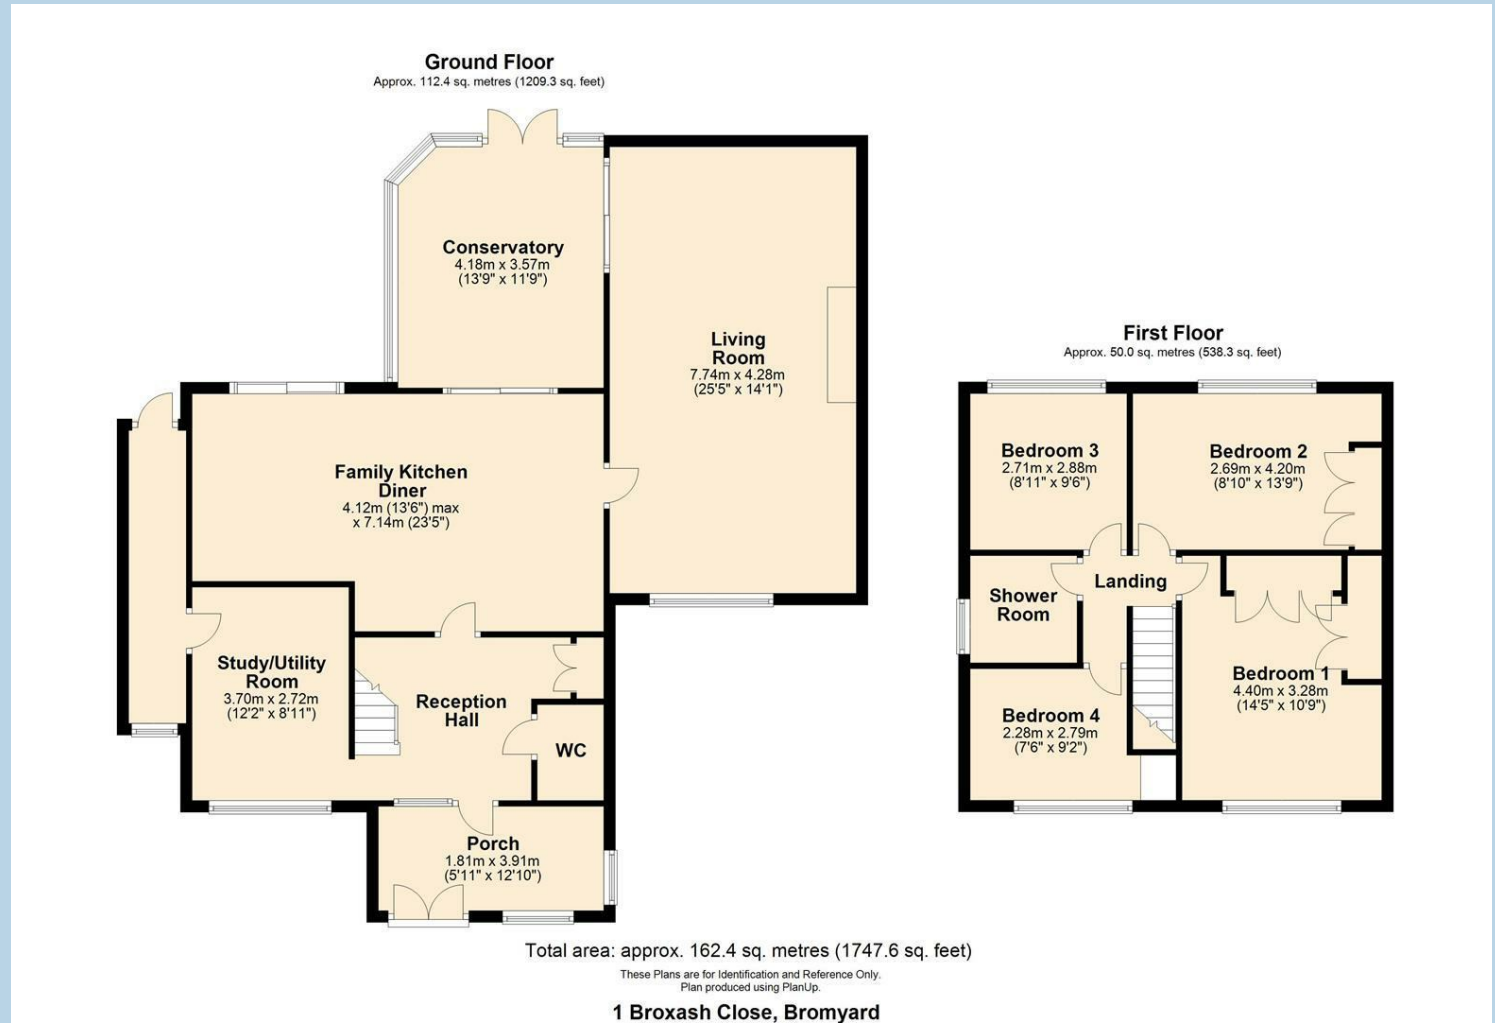 Ground Floor
Approx. 112.4 sq. metres (1209.3 sq. feet)
Conservatory
4.18m x 3.57m
(13'9" x 11'9")
Living
Room
7.74m x 4.28m
(25'5" x 14'1")
Family Kitchen
Diner
4.12m (13'6") max
x 7.14m (23'5")
Study/Utility
Room
3.70m x 2.72m
(12'2" x 8'11")
Reception
Hall
WC
Porch
1.81m x 3.91m
(5'11" x 12'10")
First Floor
Approx. 50.0 sq. metres (538.3 sq. feet)
Bedroom 3
2.71m x 2.88m
(8'11" x 9'6")
Bedroom 2
2.69m x 4.20m
(8'10" x 13'9")
Landing
Shower
Room
Bedroom 1
4.40m x 3.28m
(14'5" x 10'9")
Bedroom 4
2.28m x 2.79m
(7'6" x 9'2")
Total area: approx. 162.4 sq. metres (1747.6 sq. feet)
These Plans are for Identification and Reference Only.
Plan produced using PlanUp.
1 Broxash Close, Bromyard